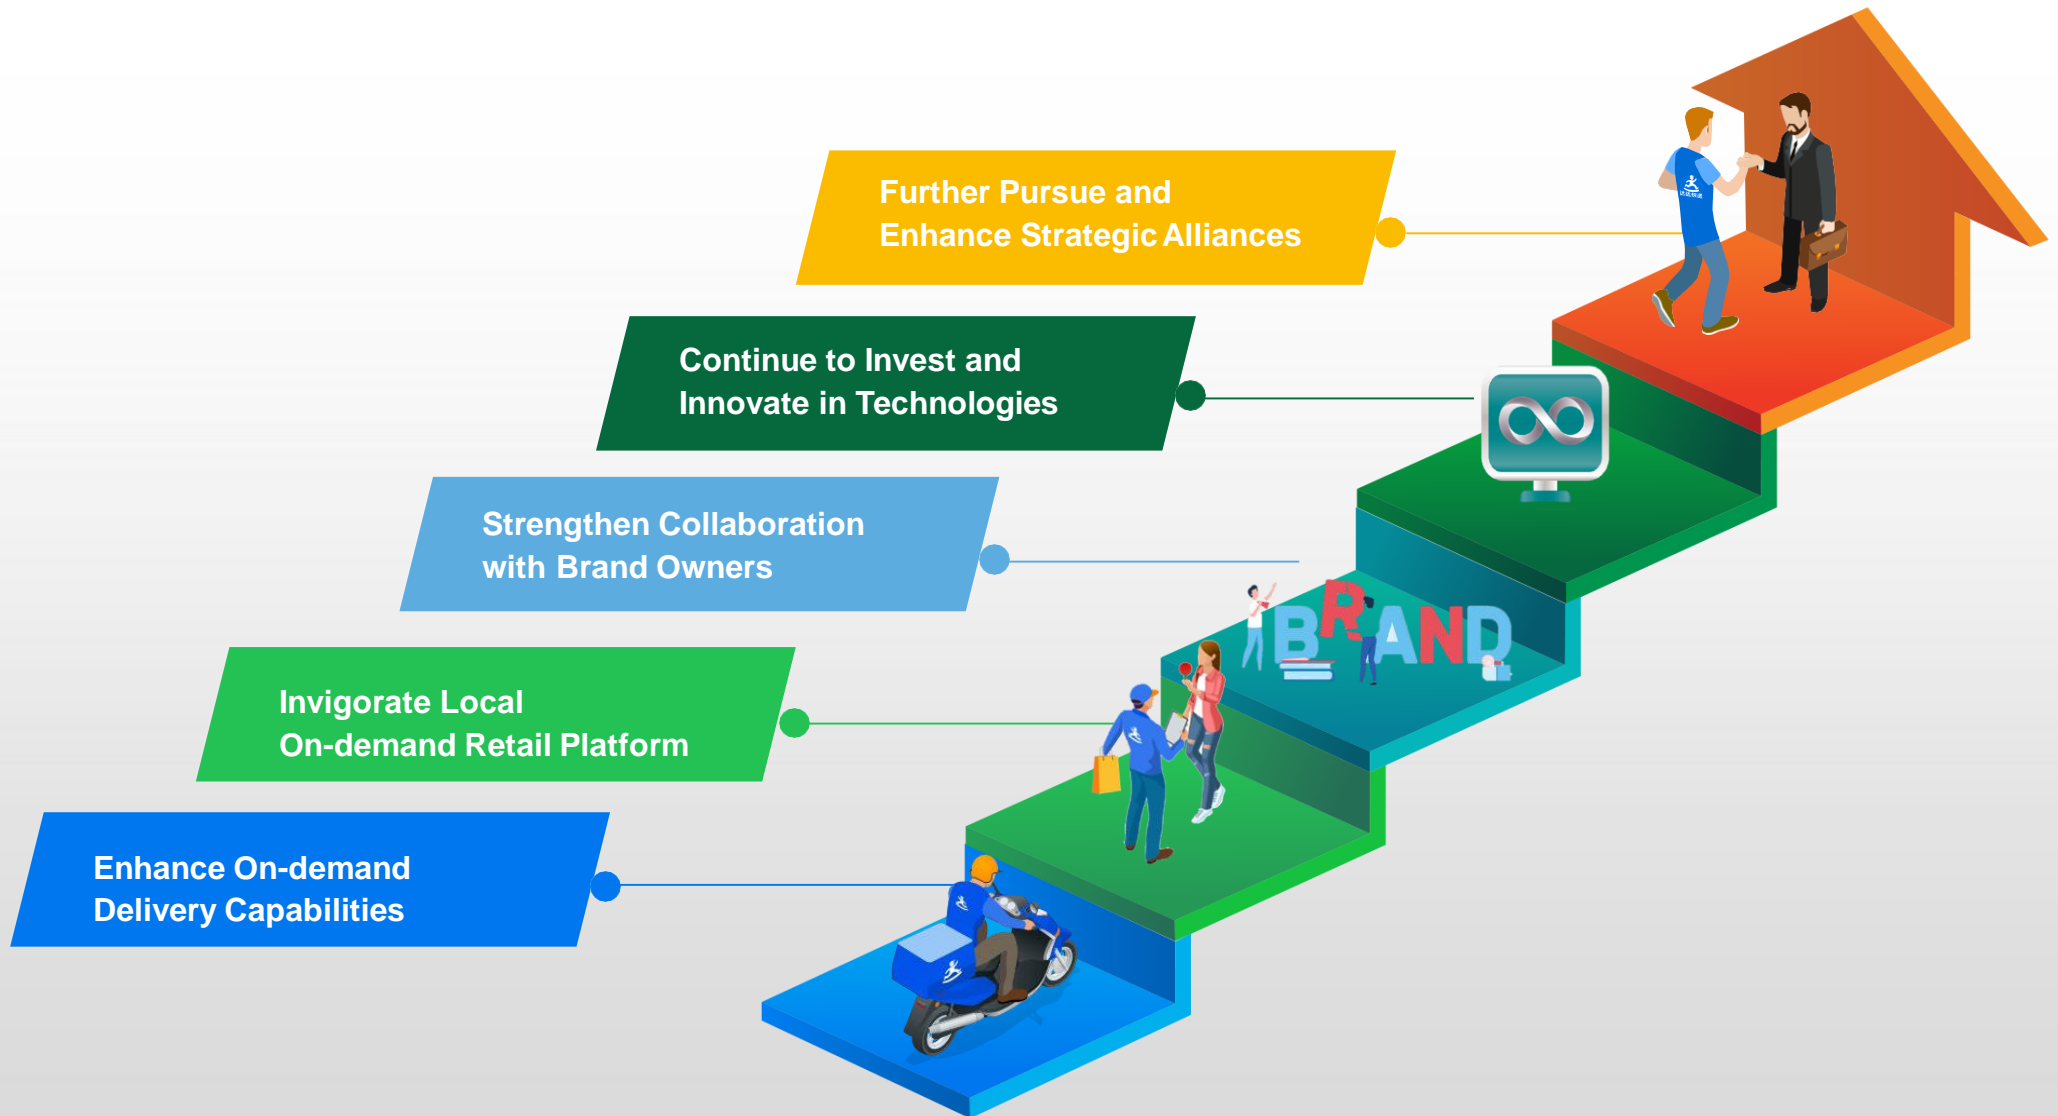 Further Pursue and
Enhance Strategic Alliances
Continue to Invest and
Innovate in Technologies
Strengthen Collaboration
with Brand Owners
BRAND
Invigorate Local
On-demand Retail Platform
Enhance On-demand
Delivery Capabilities